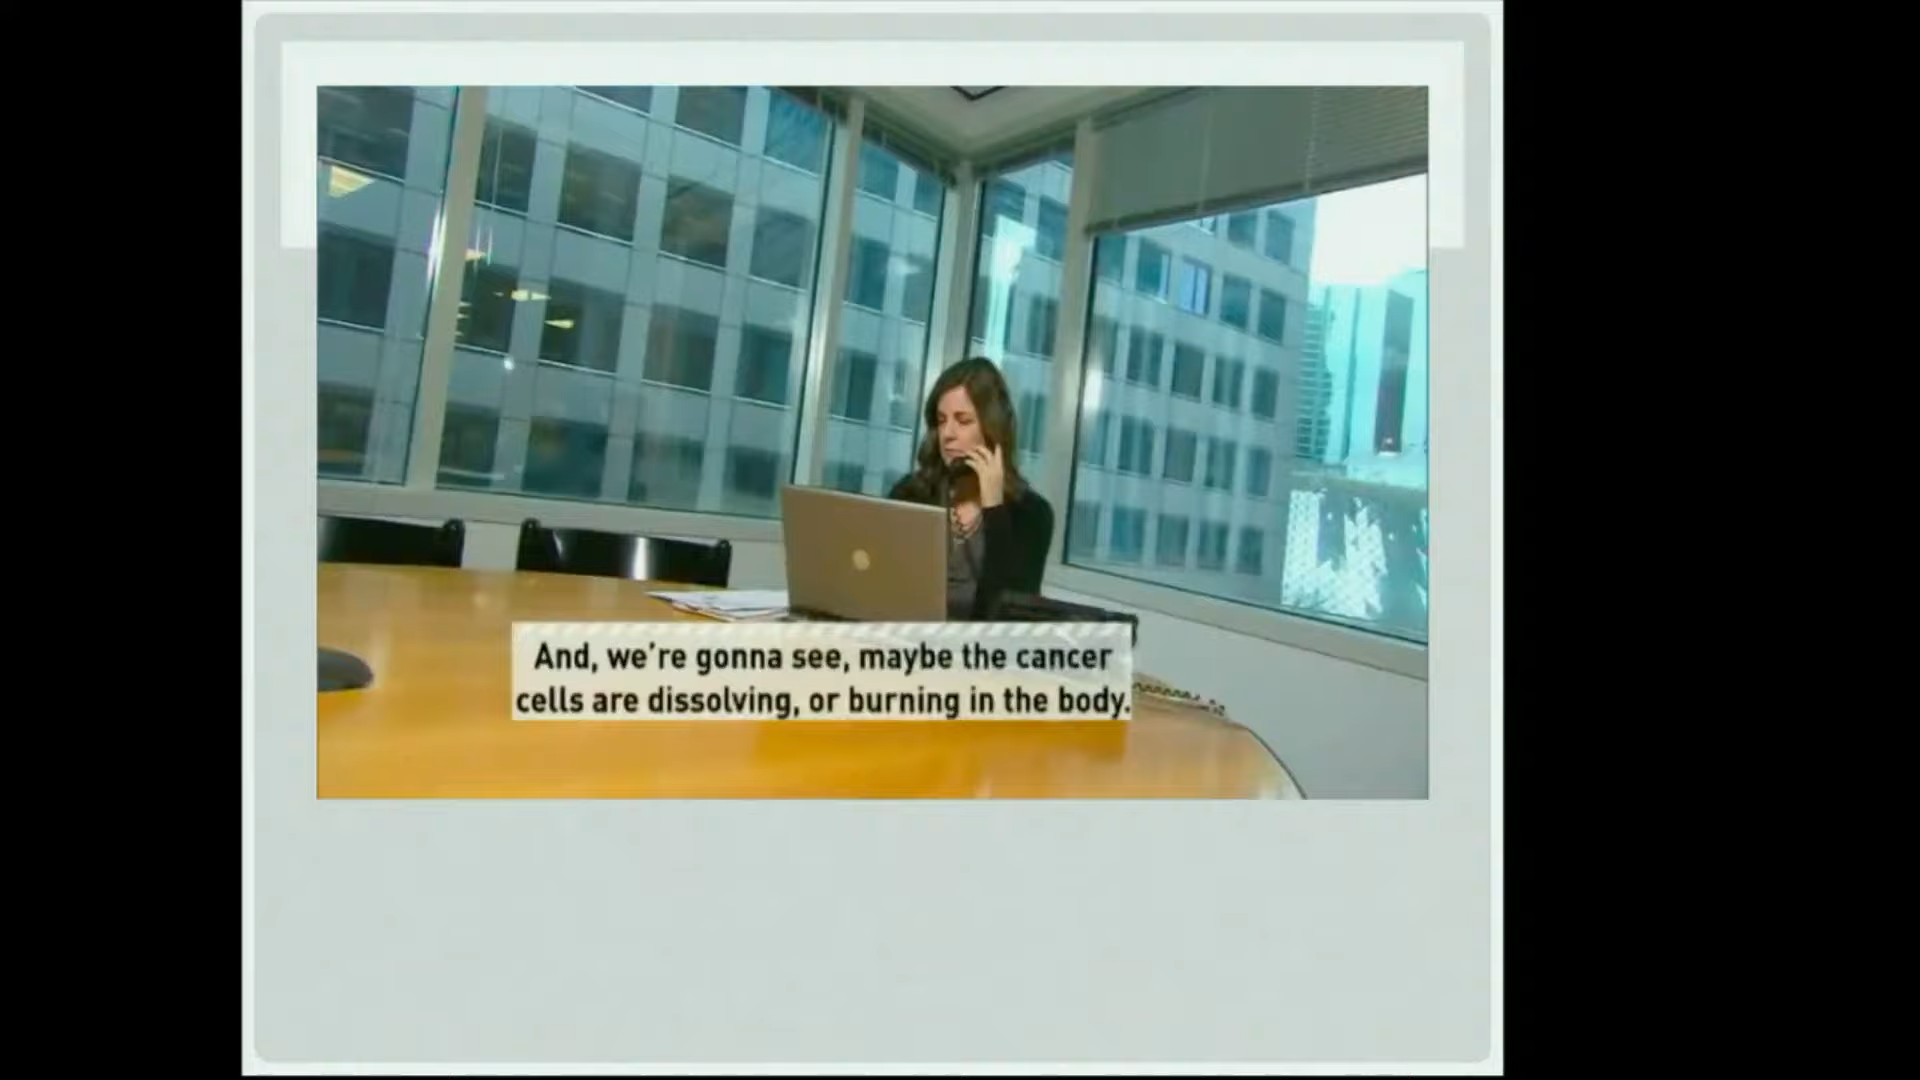 And, we're gonna see, maybe the cancer
cells are dissolving, or burning in the body.